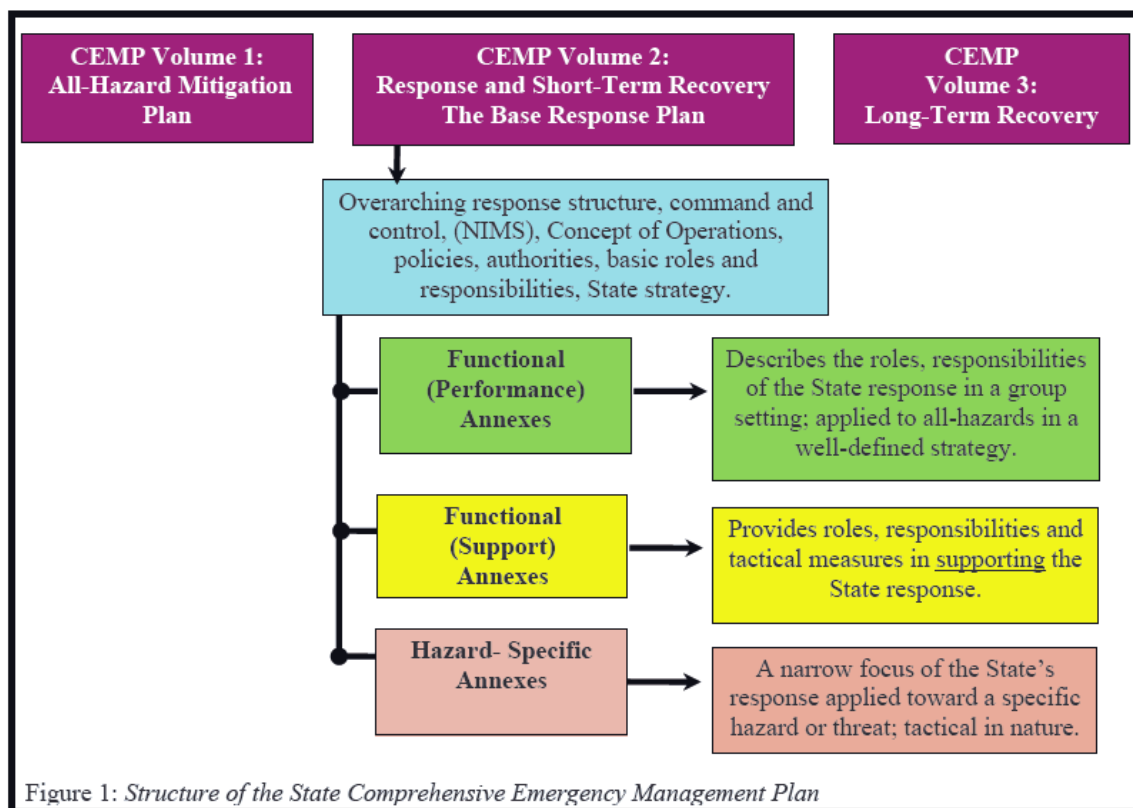 CEMP Volume 1:
All-Hazard Mitigation
Plan
CEMP Volume 2:
Response and Short-Term Recovery
The Base Response Plan
CEMP
Volume 3:
Long-Term Recovery
Overarching response structure, command and
control, (NIMS), Concept of Operations,
policies, authorities, basic roles and
responsibilities, State strategy.
Functional
(Performance)
Annexes
Describes the roles, responsibilities
of the State response in a group
setting; applied to all-hazards in a
well-defined strategy.
Functional
(Support)
Annexes
Provides roles, responsibilities and
tactical measures in supporting the
State response.
Hazard- Specific
Annexes
A narrow focus of the State's
response applied toward a specific
hazard or threat; tactical in nature.
Figure 1: Structure of the State Comprehensive Emergency Management Plan